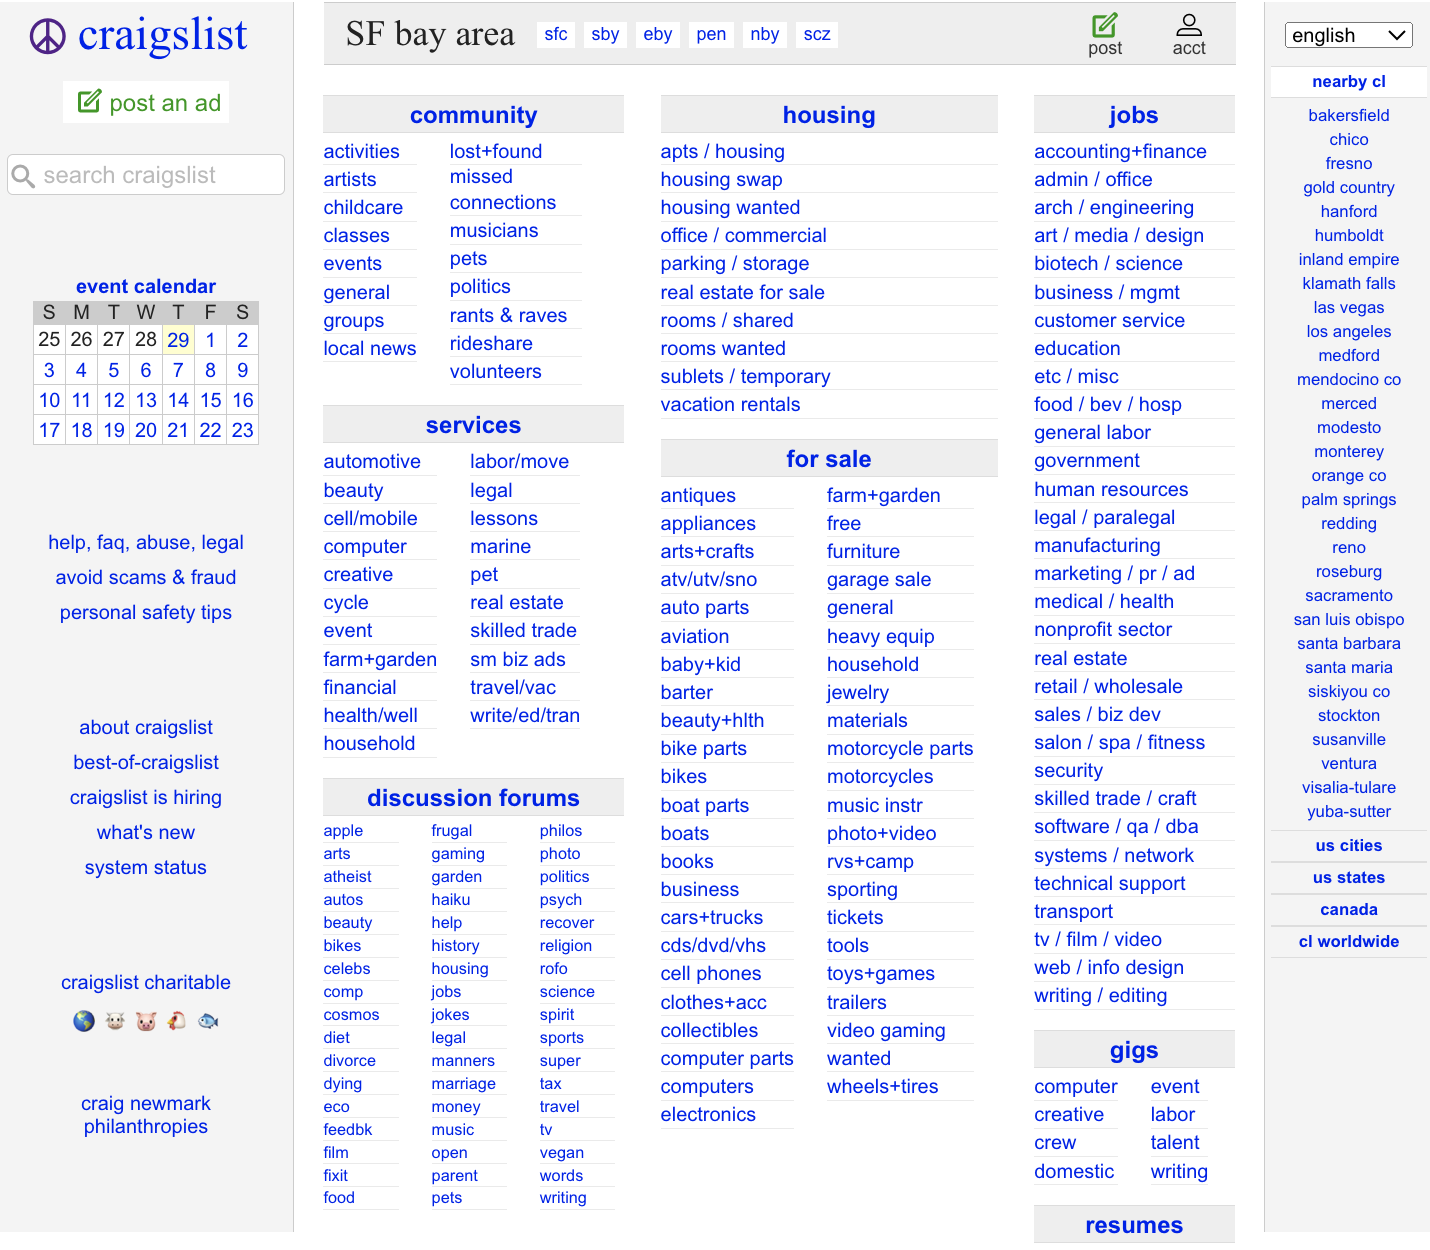 craigslist
post an ad
search craigslist
event calendar
S M T W T F S
25 26 27 28 29 1 2
3 4 5 6 7 8 9
10 11 12 13 14 15 16
17 18 19 20 21 22 23
help, faq, abuse, legal
avoid scams & fraud
personal safety tips
about craigslist
best-of-craigslist
craigslist is hiring
what's new
system status
craigslist charitable
craig newmark
philanthropies
SF bay area sfc sby eby pen nby scz
post
acct
community
activities
artists
childcare
classes
events
general
groups
local news
lost+found
missed
connections
musicians
pets
politics
rants & raves
rideshare
volunteers
services
automotive
beauty
cell/mobile
computer
creative
cycle
event
farm+garden
financial
health/well
household
labor/move
legal
lessons
marine
pet
real estate
skilled trade
sm biz ads
travel/vac
write/ed/tran
discussion forums
apple
arts
atheist
autos
beauty
bikes
celebs
comp
cosmos
diet
divorce
dying
eco
feedbk
film
fixit
food
frugal
gaming
garden
haiku
help
history
housing
jobs
jokes
legal
manners
marriage
money
music
open
parent
pets
philos
photo
politics
psych
recover
religion
rofo
science
spirit
sports
super
tax
travel
tv
vegan
words
writing
housing
apts / housing
housing swap
housing wanted
office / commercial
parking / storage
real estate for sale
rooms / shared
rooms wanted
sublets / temporary
vacation rentals
for sale
antiques
appliances
arts+crafts
atv/utv/sno
auto parts
aviation
baby+kid
barter
beauty+hlth
bike parts
bikes
boat parts
boats
books
business
cars+trucks
cds/dvd/vhs
cell phones
clothes+acc
collectibles
computer parts
computers
electronics
farm+garden
free
furniture
garage sale
general
heavy equip
household
jewelry
materials
motorcycle parts
motorcycles
music instr
photo+video
rvs+camp
sporting
tickets
tools
toys+games
trailers
video gaming
wanted
wheels+tires
jobs
accounting+finance
admin / office
arch / engineering
art / media / design
biotech / science
business / mgmt
customer service
education
etc / misc
food / bev / hosp
general labor
government
human resources
legal / paralegal
manufacturing
marketing / pr / ad
medical / health
nonprofit sector
real estate
retail / wholesale
sales / biz dev
salon / spa / fitness
security
skilled trade / craft
software / qa / dba
systems / network
technical support
transport
tv / film / video
web / info design
writing / editing
gigs
computer
creative
crew
domestic
event
labor
talent
writing
resumes
english
nearby cl
bakersfield
chico
fresno
gold country
hanford
humboldt
inland empire
klamath falls
las vegas
los angeles
medford
mendocino co
merced
modesto
monterey
orange co
palm springs
redding
reno
roseburg
sacramento
san luis obispo
santa barbara
santa maria
siskiyou co
stockton
susanville
ventura
visalia-tulare
yuba-sutter
us cities
us states
canada
cl worldwide